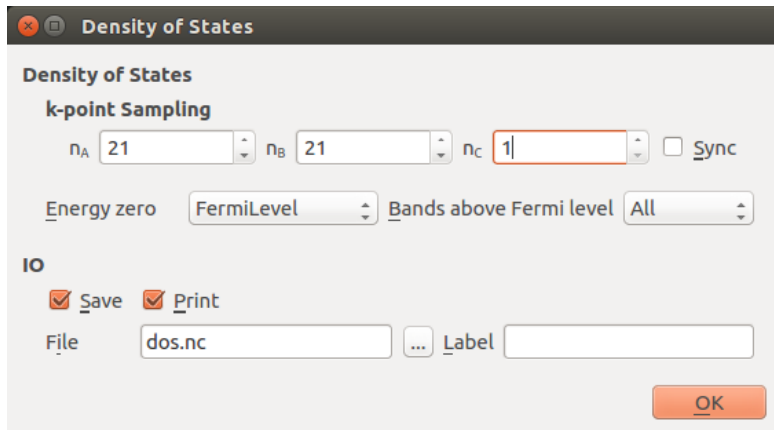 Density of States
Density of States
k-point Sampling
nA 21 nB 21 nC 1 Sync
Energy zero FermiLevel Bands above Fermi level All
IO
Save Print
File dos.nc ... Label
OK